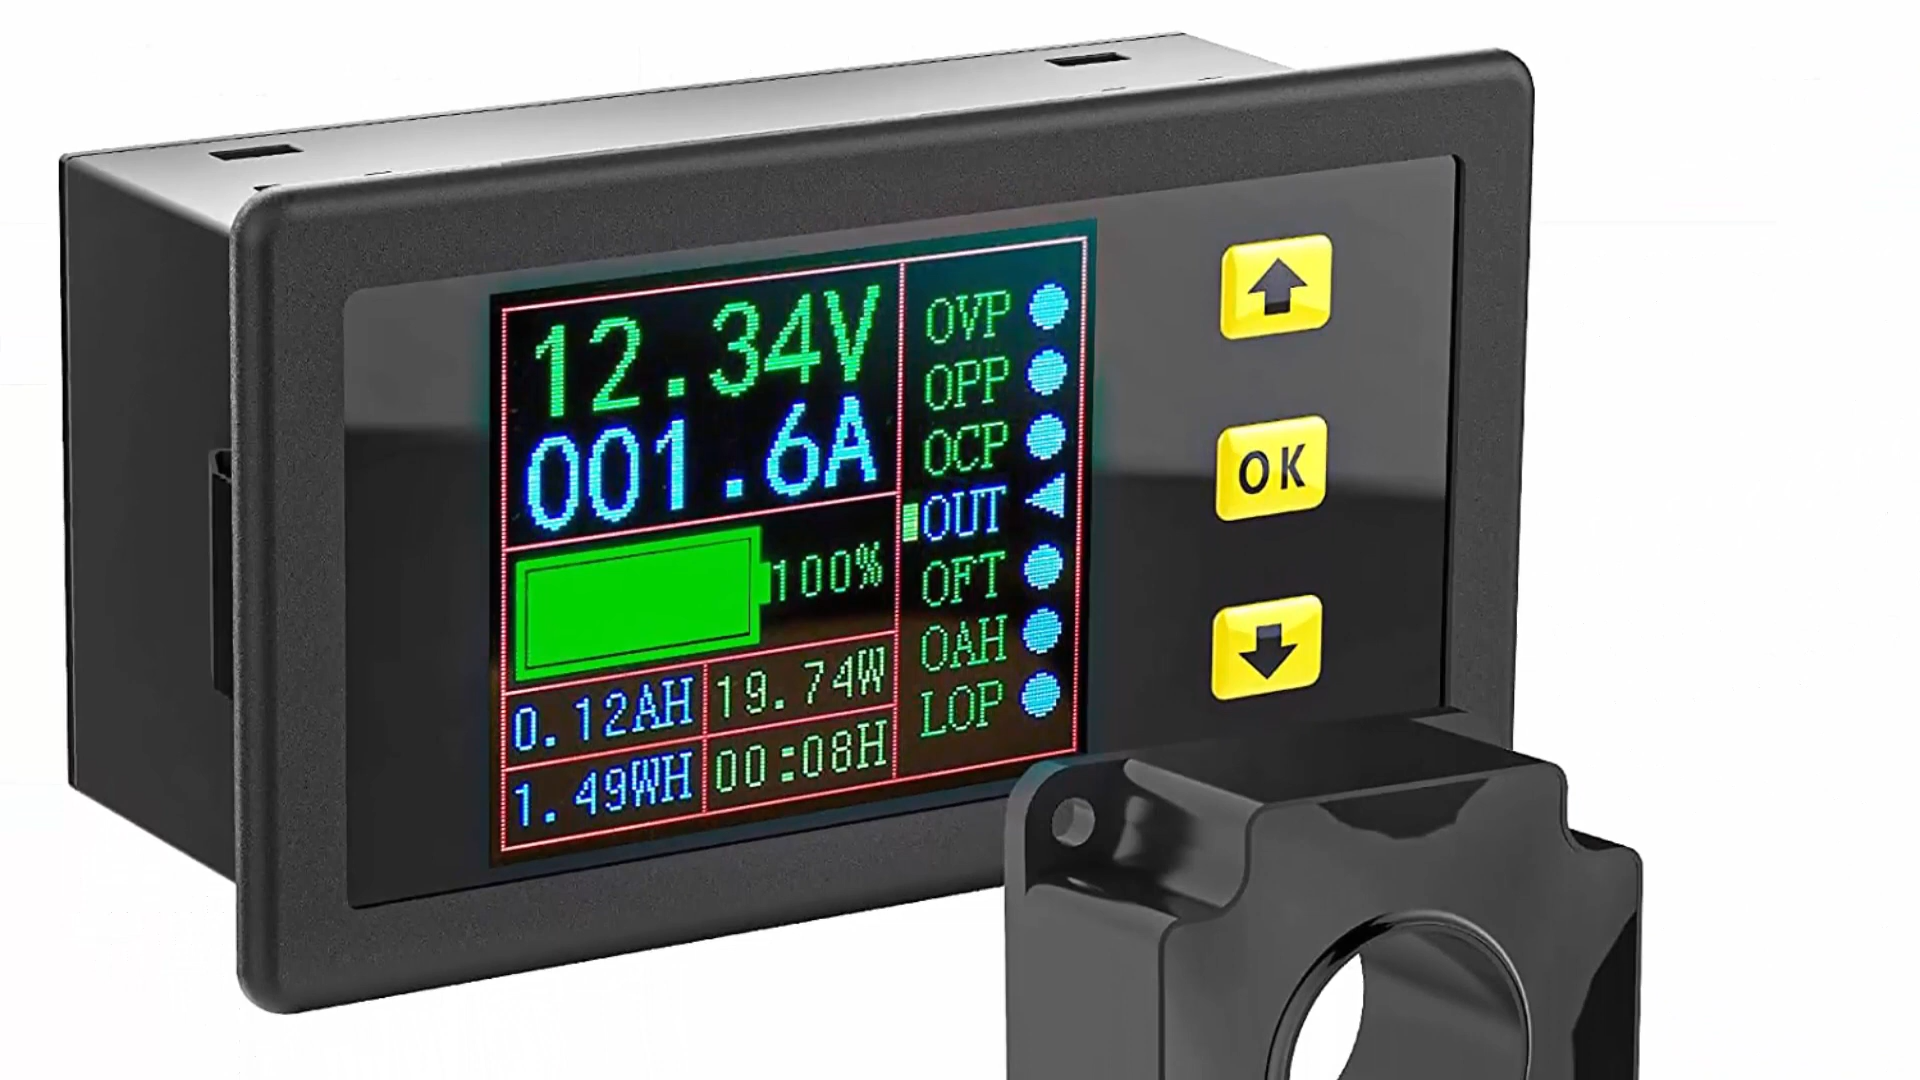 12.34V
001.6A
100%
0.12AH
19.74W
1.49WH
00:08H
OVP
OPP
OCP
OUT
OFT
OAH
LOP
OK